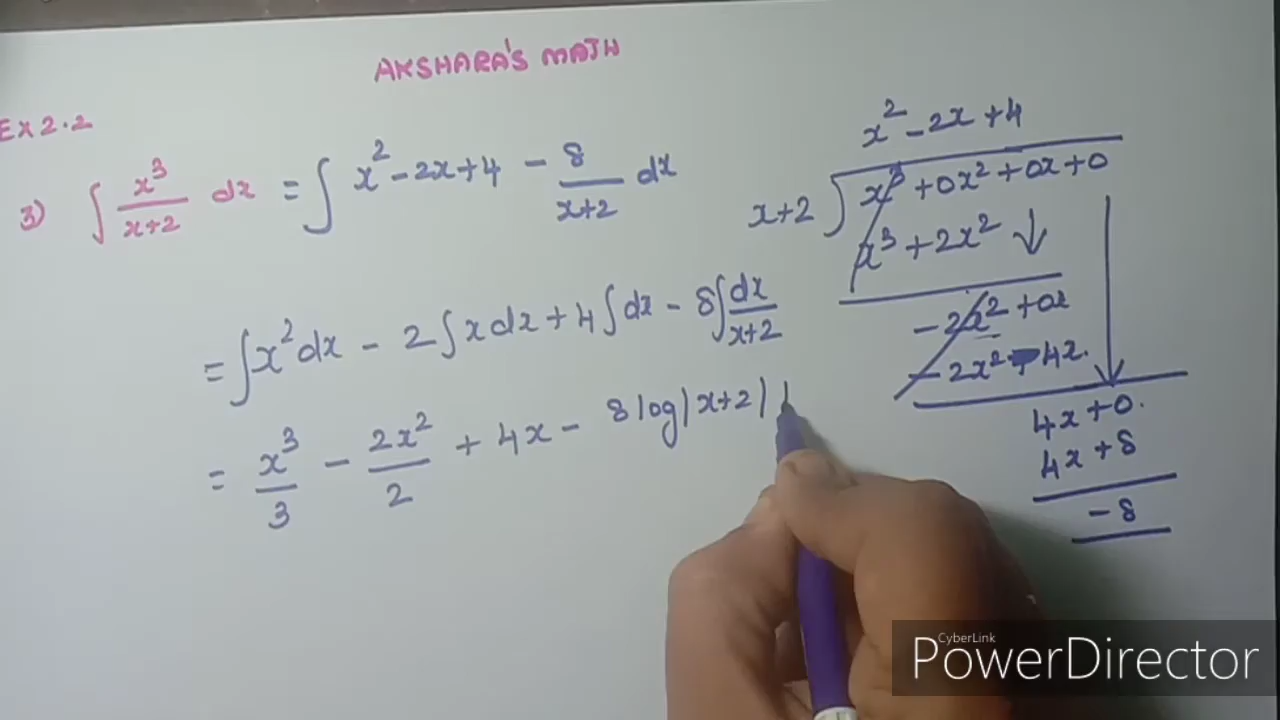 AKSHARA'S MATH
Ex 2.2
3) ∫ x³/(x+2) dx = ∫ x² - 2x + 4 - 8/(x+2) dx
= ∫x² dx - 2∫x dx + 4∫dx - 8∫dx/(x+2)
= x³/3 - 2x²/2 + 4x - 8 log|x+2|
x² - 2x + 4
x+2 ) x³ + 0x² + 0x + 0
x³ + 2x²
- 2x² + 0x
- 2x² - 4x
4x + 0
4x + 8
- 8
CyberLink
PowerDirector